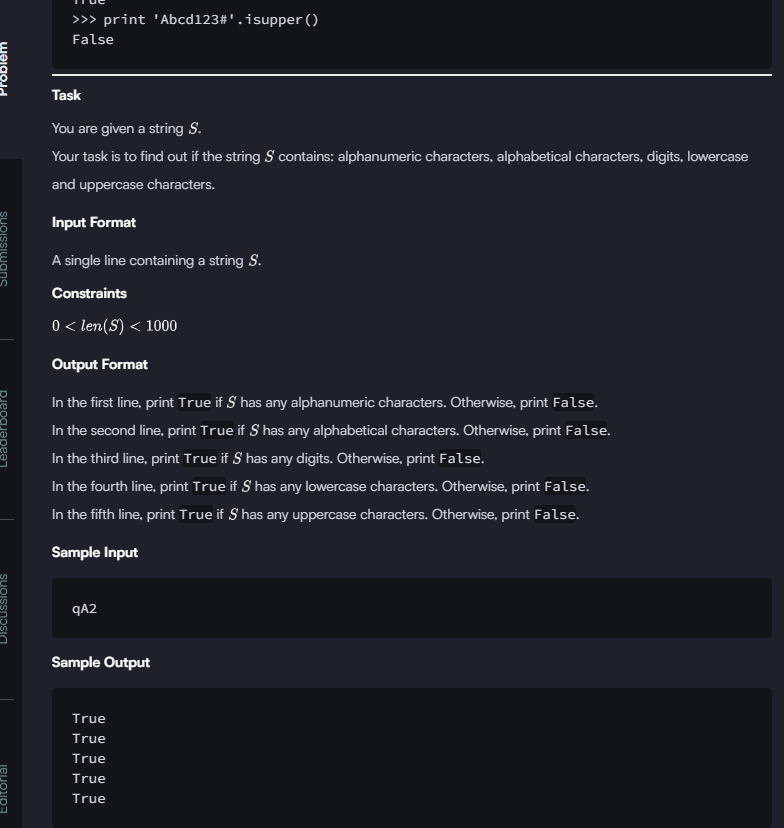 True
>>> print 'Abcd123#'.isupper()
False
Problem
Task
You are given a string S.
Your task is to find out if the string S contains: alphanumeric characters, alphabetical characters, digits, lowercase
and uppercase characters.
Submissions
Input Format
A single line containing a string S.
Constraints
0 < len(S) < 1000
Leaderboard
Output Format
In the first line, print True if S has any alphanumeric characters. Otherwise, print False.
In the second line, print True if S has any alphabetical characters. Otherwise, print False.
In the third line, print True if S has any digits. Otherwise, print False.
In the fourth line, print True if S has any lowercase characters. Otherwise, print False.
In the fifth line, print True if S has any uppercase characters. Otherwise, print False.
Discussions
Sample Input
qA2
Sample Output
True
True
True
True
True
Editorial